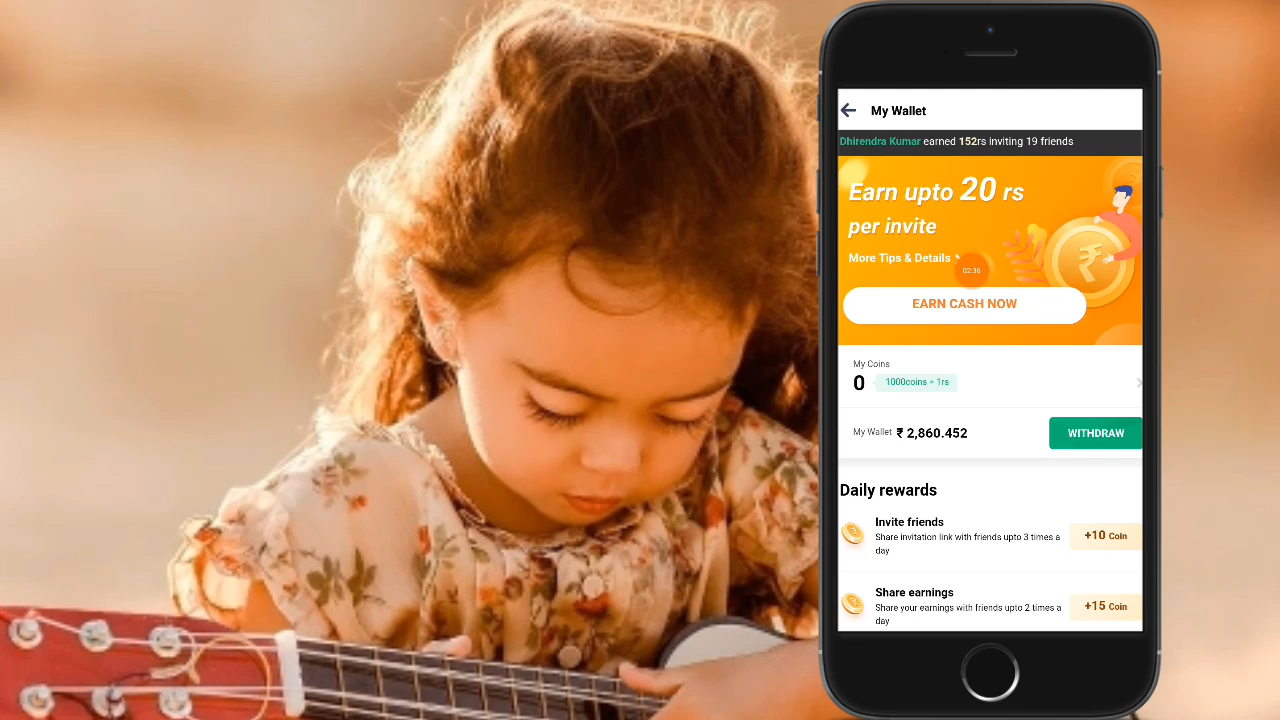 My Wallet
Dhirendra Kumar earned 152rs inviting 19 friends
Earn upto 20 rs
per invite
More Tips & Details
02:36
EARN CASH NOW
My Coins
0 1000coins = 1rs
My Wallet ₹ 2,860.452 WITHDRAW
Daily rewards
Invite friends
Share invitation link with friends upto 3 times a
day
+10 Coin
Share earnings
Share your earnings with friends upto 2 times a
day
+15 Coin